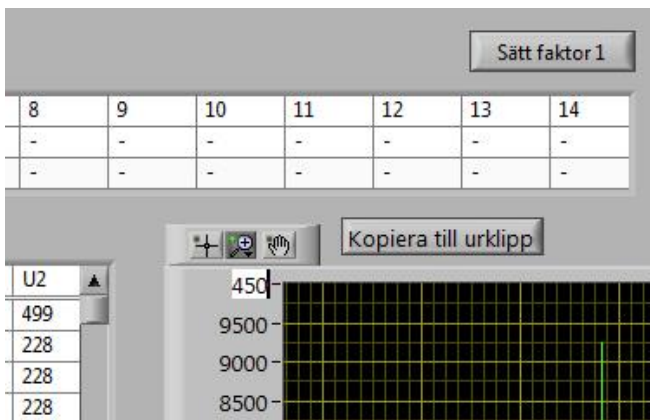 Sätt faktor 1
8 9 10 11 12 13 14
- - - - - - -
- - - - - - -
Kopiera till urklipp
U2
499
228
228
228
450
9500
9000
8500